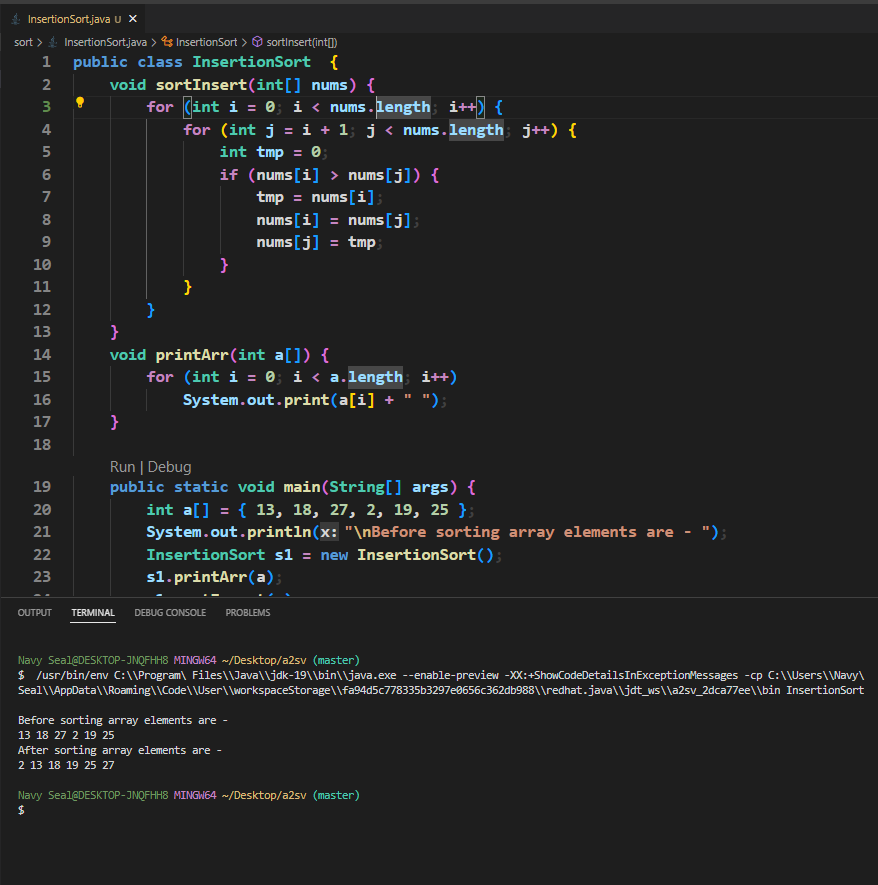 InsertionSort.java U ×
sort > InsertionSort.java > InsertionSort > sortInsert(int[])
1 public class InsertionSort {
2 void sortInsert(int[] nums) {
3 for (int i = 0; i < nums.length; i++) {
4 for (int j = i + 1; j < nums.length; j++) {
5 int tmp = 0;
6 if (nums[i] > nums[j]) {
7 tmp = nums[i];
8 nums[i] = nums[j];
9 nums[j] = tmp;
10 }
11 }
12 }
13 }
14 void printArr(int a[]) {
15 for (int i = 0; i < a.length; i++)
16 System.out.print(a[i] + " ");
17 }
18
Run | Debug
19 public static void main(String[] args) {
20 int a[] = { 13, 18, 27, 2, 19, 25 };
21 System.out.println(x: "\nBefore sorting array elements are - ");
22 InsertionSort s1 = new InsertionSort();
23 s1.printArr(a);
OUTPUT TERMINAL DEBUG CONSOLE PROBLEMS
Navy Seal@DESKTOP-JNQFHH8 MINGW64 ~/Desktop/a2sv (master)
$ /usr/bin/env C:\\Program\ Files\\Java\\jdk-19\\bin\\java.exe --enable-preview -XX:+ShowCodeDetailsInExceptionMessages -cp C:\\Users\\Navy\
Seal\\AppData\\Roaming\\Code\\User\\workspaceStorage\\fa94d5c778335b3297e0656c362db988\\redhat.java\\jdt_ws\\a2sv_2dca77ee\\bin InsertionSort
Before sorting array elements are -
13 18 27 2 19 25
After sorting array elements are -
2 13 18 19 25 27
Navy Seal@DESKTOP-JNQFHH8 MINGW64 ~/Desktop/a2sv (master)
$